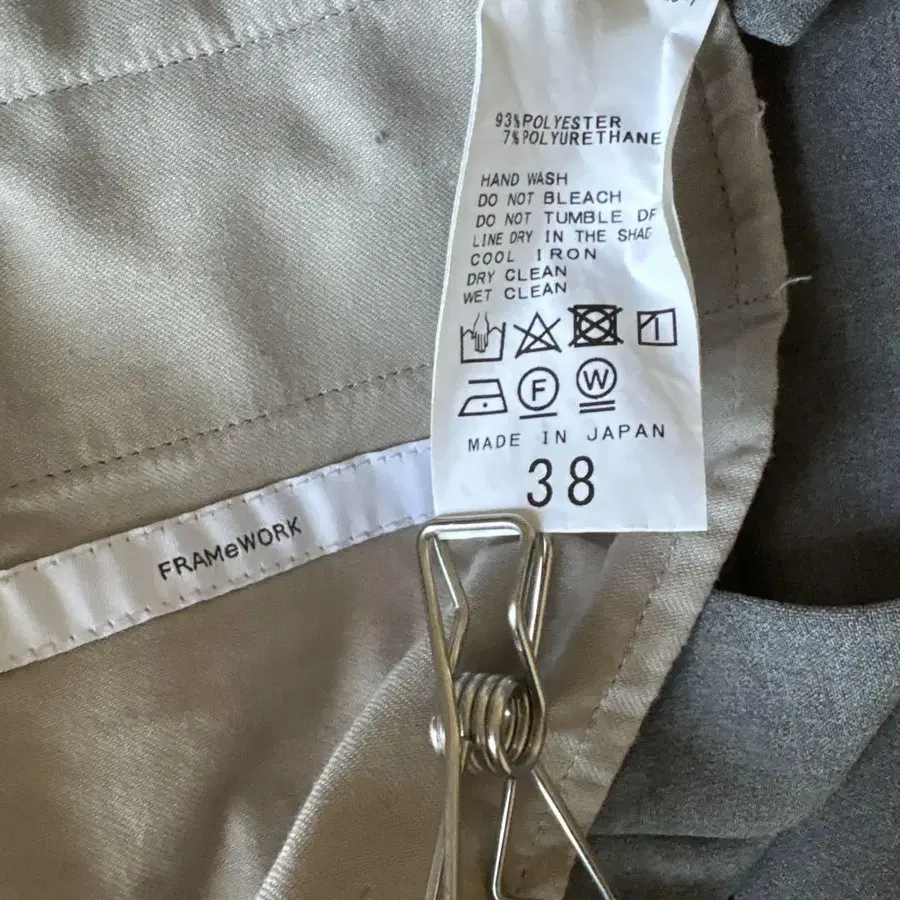 93%POLYESTER
7%POLYURETHANE
HAND WASH
DO NOT BLEACH
DO NOT TUMBLE
LINE DRY IN THE
COOL IRON
DRY CLEAN
WET CLEAN
F W
MADE IN JAPAN
38
FRAMeWORK